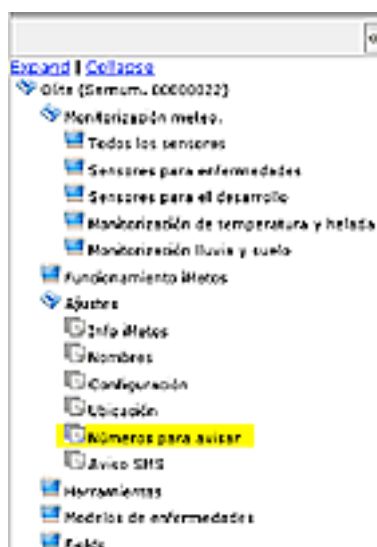 «
Expand | Collapse
Olite (Sernum. 00000022)
Monitorización meteo.
Todos los sensores
Sensores para enfermedades
Sensores para el desarrollo
Monitorización de temperatura y helada
Monitorización lluvia y suelo
Funcionamiento iMetos
Ajustes
Info iMetos
Nombres
Configuración
Ubicación
Números para avisar
Aviso SMS
Herramientas
Modelos de enfermedades